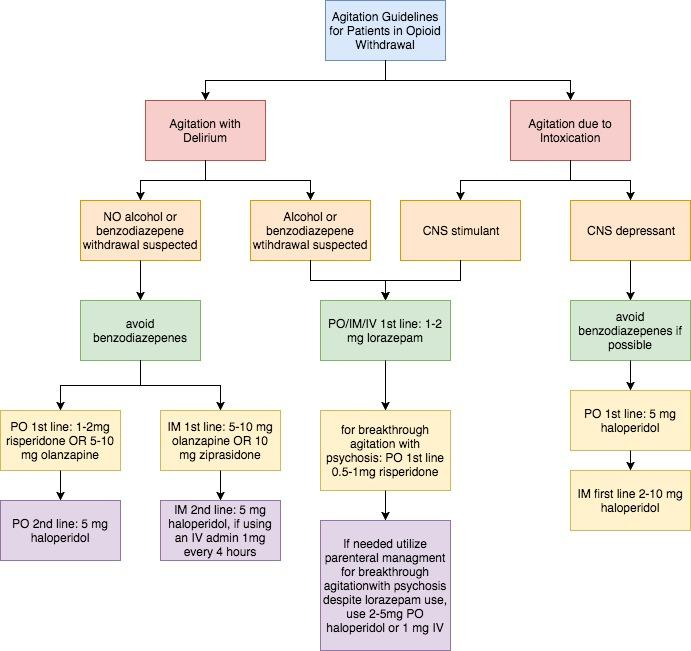 Agitation Guidelines
for Patients in Opioid
Withdrawal
Agitation with
Delirium
Agitation due to
Intoxication
NO alcohol or
benzodiazepene
withdrawal suspected
Alcohol or
benzodiazepene
wtihdrawal suspected
CNS stimulant
CNS depressant
avoid
benzodiazepenes
PO/IM/IV 1st line: 1-2
mg lorazepam
avoid
benzodiazepenes if
possible
PO 1st line: 1-2mg
risperidone OR 5-10
mg olanzapine
IM 1st line: 5-10 mg
olanzapine OR 10
mg ziprasidone
for breakthrough
agitation with
psychosis: PO 1st line
0.5-1mg risperidone
PO 1st line: 5 mg
haloperidol
PO 2nd line: 5 mg
haloperidol
IM 2nd line: 5 mg
haloperidol, if using
an IV admin 1mg
every 4 hours
IM first line 2-10 mg
haloperidol
If needed utilize
parenteral managment
for breakthrough
agitationwith psychosis
despite lorazepam use,
use 2-5mg PO
haloperidol or 1 mg IV